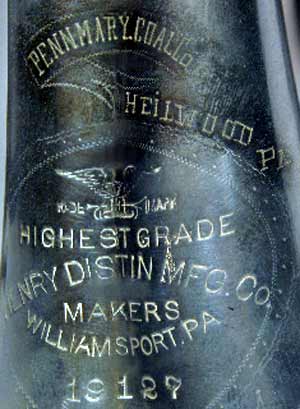 PENNMARY.COAL Co
HEILWOOD PA
TRADE MARK
HIGHEST GRADE
HENRY DISTIN MFG. CO.
MAKERS
WILLIAMSPORT, PA
19127